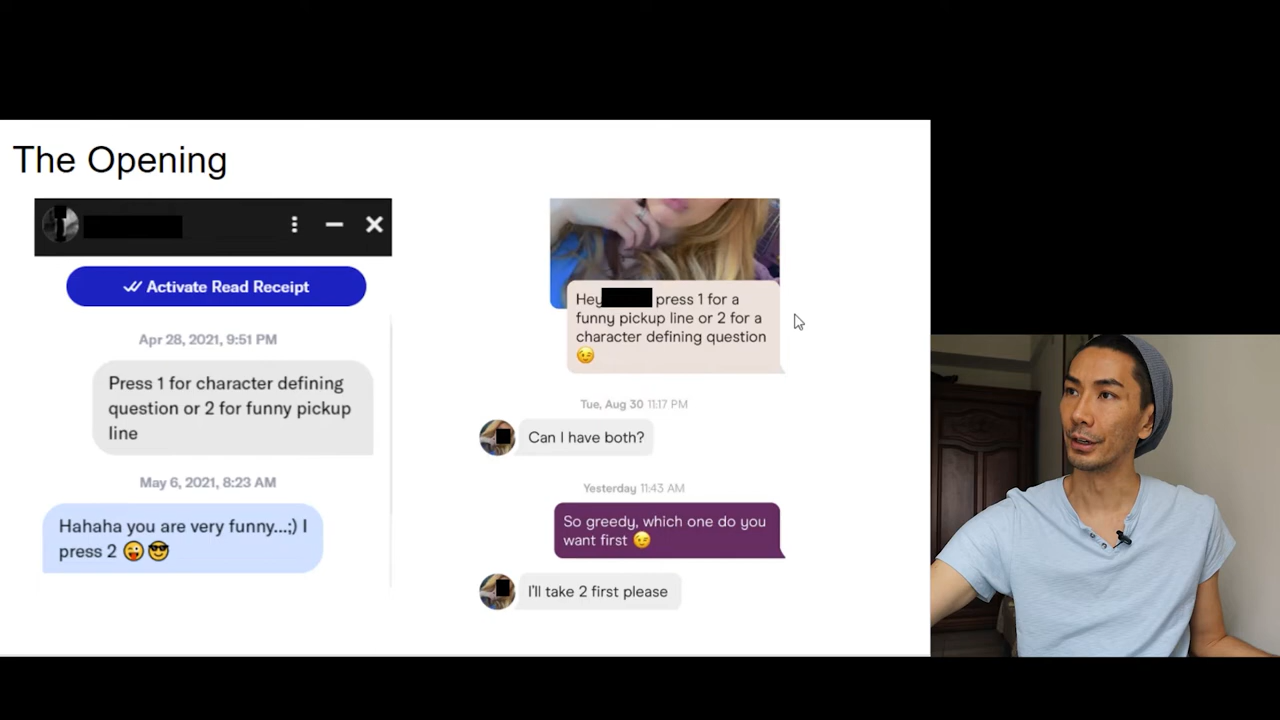 The Opening
Activate Read Receipt
Apr 28, 2021, 9:51 PM
Press 1 for character defining
question or 2 for funny pickup
line
May 6, 2021, 8:23 AM
Hahaha you are very funny...;) I
press 2 😜😎
Hey press 1 for a
funny pickup line or 2 for a
character defining question
😉
Tue, Aug 30 11:17 PM
Can I have both?
Yesterday 11:43 AM
So greedy, which one do you
want first 😉
I'll take 2 first please